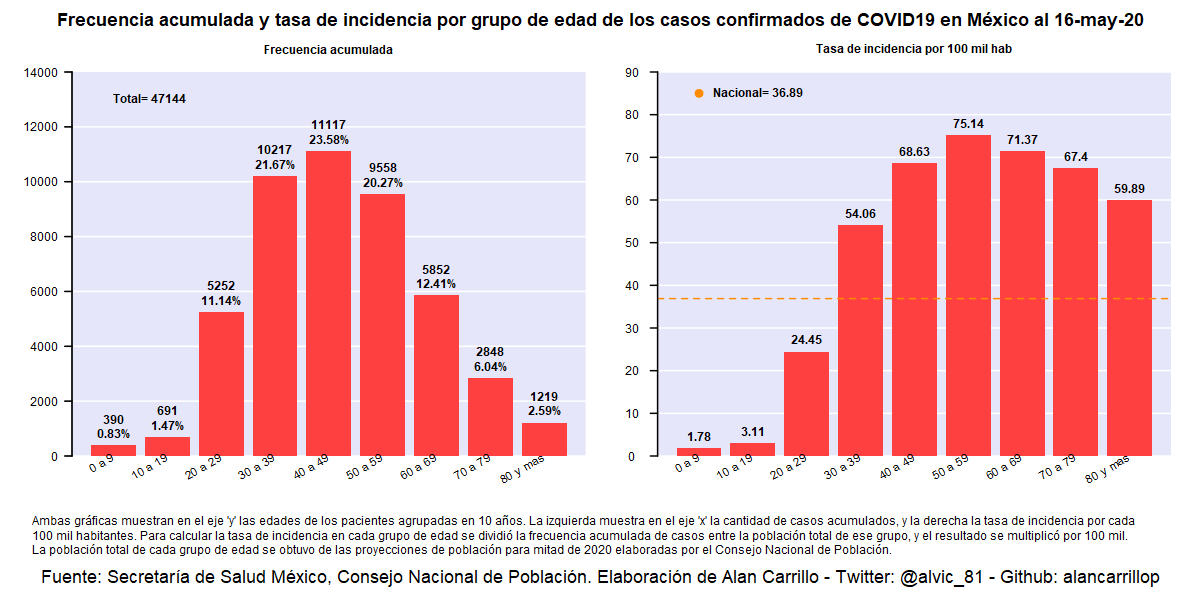 Frecuencia acumulada y tasa de incidencia por grupo de edad de los casos confirmados de COVID19 en México al 16-may-20
Frecuencia acumulada
14000
12000
10000
8000
6000
4000
2000
0
Total= 47144
390
0.83%
691
1.47%
5252
11.14%
10217
21.67%
11117
23.58%
9558
20.27%
5852
12.41%
2848
6.04%
1219
2.59%
0 a 9
10 a 19
20 a 29
30 a 39
40 a 49
50 a 59
60 a 69
70 a 79
80 y mas
Tasa de incidencia por 100 mil hab
90
80
70
60
50
40
30
20
10
0
Nacional= 36.89
1.78
3.11
24.45
54.06
68.63
75.14
71.37
67.4
59.89
0 a 9
10 a 19
20 a 29
30 a 39
40 a 49
50 a 59
60 a 69
70 a 79
80 y mas
Ambas gráficas muestran en el eje 'y' las edades de los pacientes agrupadas en 10 años. La izquierda muestra en el eje 'x' la cantidad de casos acumulados, y la derecha la tasa de incidencia por cada
100 mil habitantes. Para calcular la tasa de incidencia en cada grupo de edad se dividió la frecuencia acumulada de casos entre la población total de ese grupo, y el resultado se multiplicó por 100 mil.
La población total de cada grupo de edad se obtuvo de las proyecciones de población para mitad de 2020 elaboradas por el Consejo Nacional de Población.
Fuente: Secretaría de Salud México, Consejo Nacional de Población. Elaboración de Alan Carrillo - Twitter: @alvic_81 - Github: alancarrillop